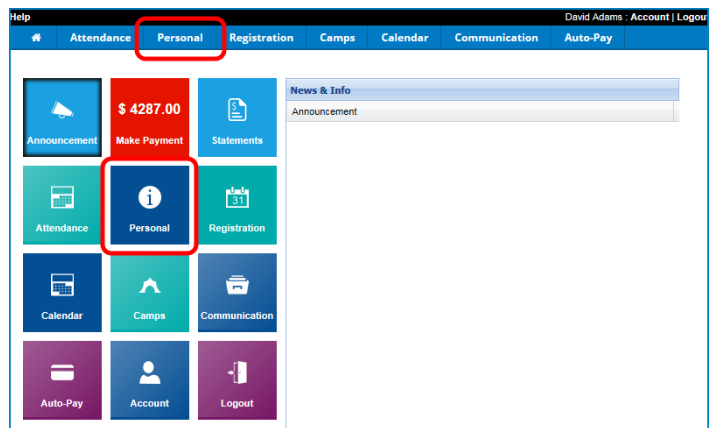 Help
David Adams : Account | Logou
Attendance Personal Registration Camps Calendar Communication Auto-Pay
Announcement
$ 4287.00
Make Payment
Statements
News & Info
Announcement
Attendance
Personal
31
Registration
Calendar
Camps
Communication
Auto-Pay
Account
Logout